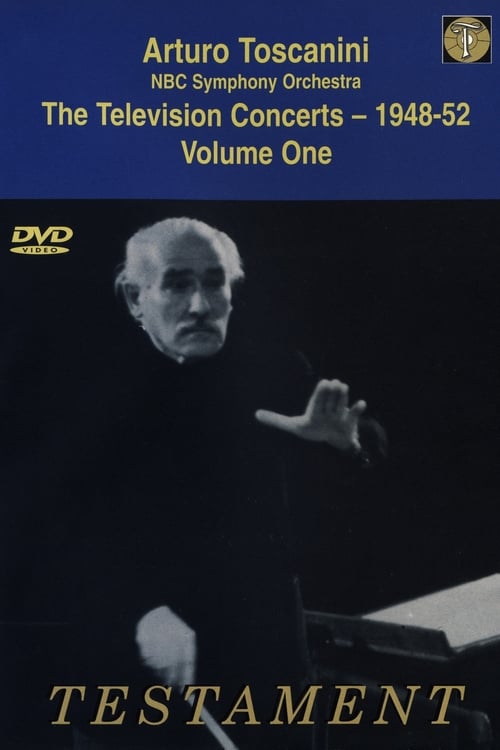 Arturo Toscanini
NBC Symphony Orchestra
The Television Concerts – 1948-52
Volume One
DVD
VIDEO
TESTAMENT